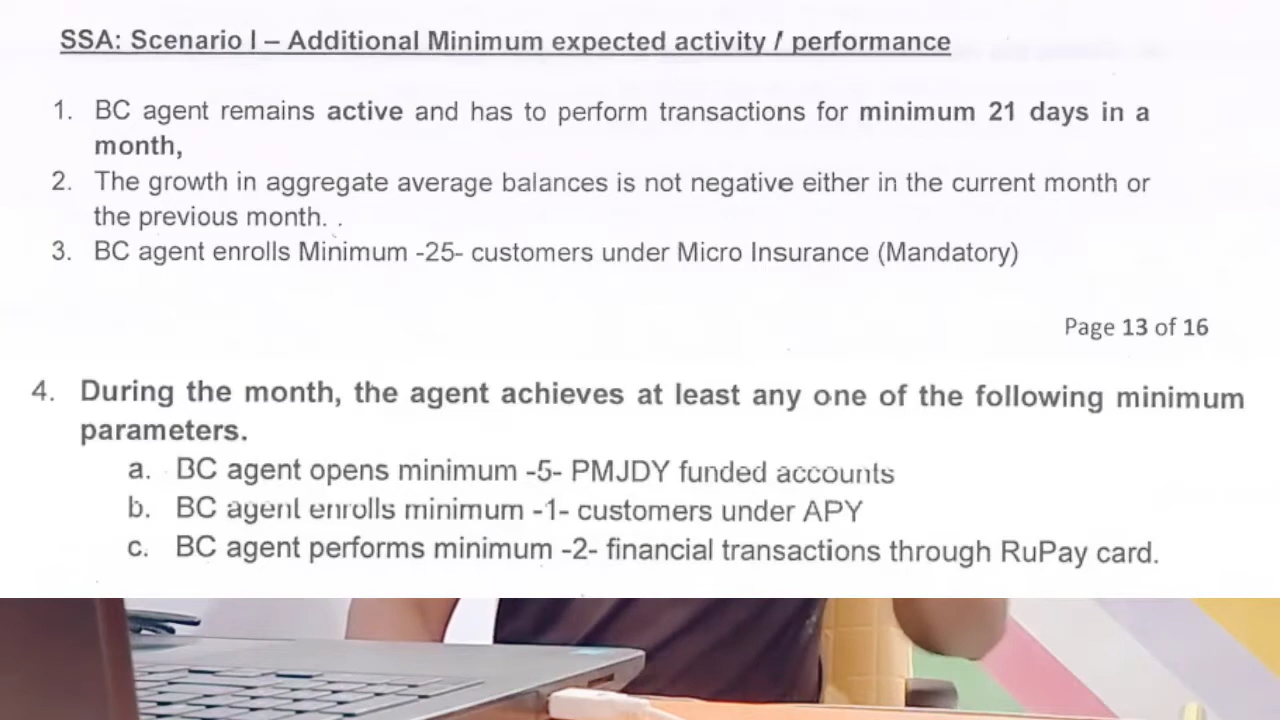 SSA: Scenario I – Additional Minimum expected activity / performance
1. BC agent remains active and has to perform transactions for minimum 21 days in a
month,
2. The growth in aggregate average balances is not negative either in the current month or
the previous month. .
3. BC agent enrolls Minimum -25- customers under Micro Insurance (Mandatory)
Page 13 of 16
4. During the month, the agent achieves at least any one of the following minimum
parameters.
a. BC agent opens minimum -5- PMJDY funded accounts
b. BC agent enrolls minimum -1- customers under APY
c. BC agent performs minimum -2- financial transactions through RuPay card.